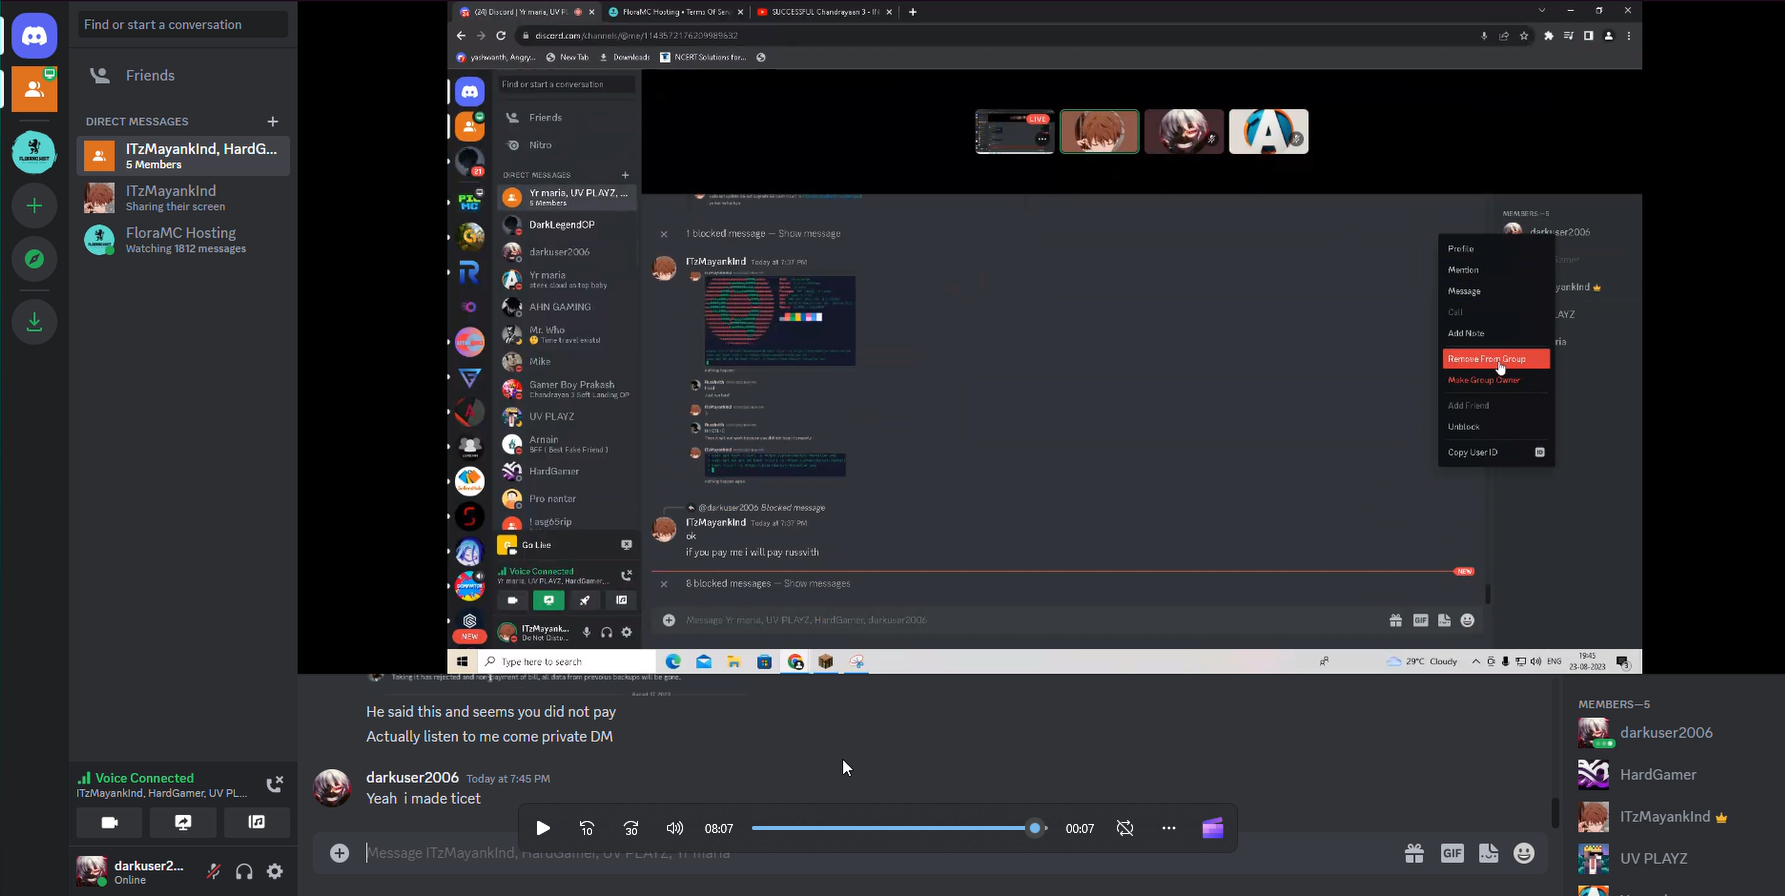 Find or start a conversation
Friends
DIRECT MESSAGES
ITzMayankInd, HardG...
5 Members
ITzMayankInd
Sharing their screen
FloraMC Hosting
Watching 1812 messages
Voice Connected
ITzMayankInd, HardGamer, UV PL...
darkuser2...
Online
(24) Discord | Yr maria, UV PL
FloraMC Hosting • Terms Of Ser
SUCCESSFUL Chandrayaan 3 - IN
discord.com/channels/@me/1143572176209989632
yashwanth, Angry...
New Tab
Downloads
NCERT Solutions for...
Find or start a conversation
Friends
Nitro
DIRECT MESSAGES
Yr maria, UV PLAYZ, ...
5 Members
DarkLegendOP
darkuser2006
Yr maria
AHN GAMING
Mr. Who
Time travel exists!
Mike
Gamer Boy Prakash
Chandrayan 3 Soft Landing OP
UV PLAYZ
Arnain
BFF ( Best Fake Friend )
HardGamer
Pro nantar
Go Live
Voice Connected
Yr maria, UV PLAYZ, HardGamer,...
ITzMayank...
Do Not Distu...
21
NEW
LIVE
1 blocked message — Show message
ITzMayankInd Today at 7:37 PM
@darkuser2006 Blocked message
ITzMayankInd Today at 7:37 PM
ok
if you pay me i will pay russvith
NEW
8 blocked messages — Show messages
Message Yr maria, UV PLAYZ, HardGamer, darkuser2006
GIF
MEMBERS—5
darkuser2006
Profile
Mention
Message
Call
Add Note
Remove From Group
Make Group Owner
Add Friend
Unblock
Copy User ID
ID
Type here to search
29°C Cloudy
ENG
19:45
23-08-2023
Taking it has rejected and non payment of bill, all data from previous backups will be gone.
He said this and seems you did not pay
Actually listen to me come private DM
darkuser2006 Today at 7:45 PM
Yeah i made ticet
10
30
08:07
00:07
Message ITzMayankInd, HardGamer, UV PLAYZ, Yr maria
GIF
MEMBERS—5
darkuser2006
HardGamer
ITzMayankInd
UV PLAYZ